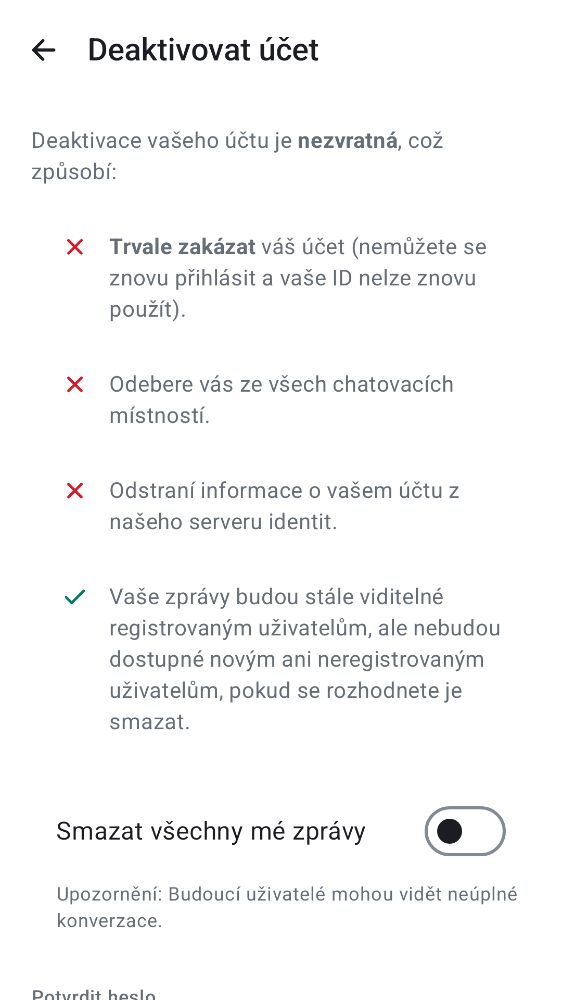 Deaktivovat účet
Deaktivace vašeho účtu je nezvratná, což
způsobí:
Trvale zakázat váš účet (nemůžete se
znovu přihlásit a vaše ID nelze znovu
použít).
Odebere vás ze všech chatovacích
místností.
Odstraní informace o vašem účtu z
našeho serveru identit.
Vaše zprávy budou stále viditelné
registrovaným uživatelům, ale nebudou
dostupné novým ani neregistrovaným
uživatelům, pokud se rozhodnete je
smazat.
Smazat všechny mé zprávy
Upozornění: Budoucí uživatelé mohou vidět neúplné
konverzace.
Potvrdit heslo